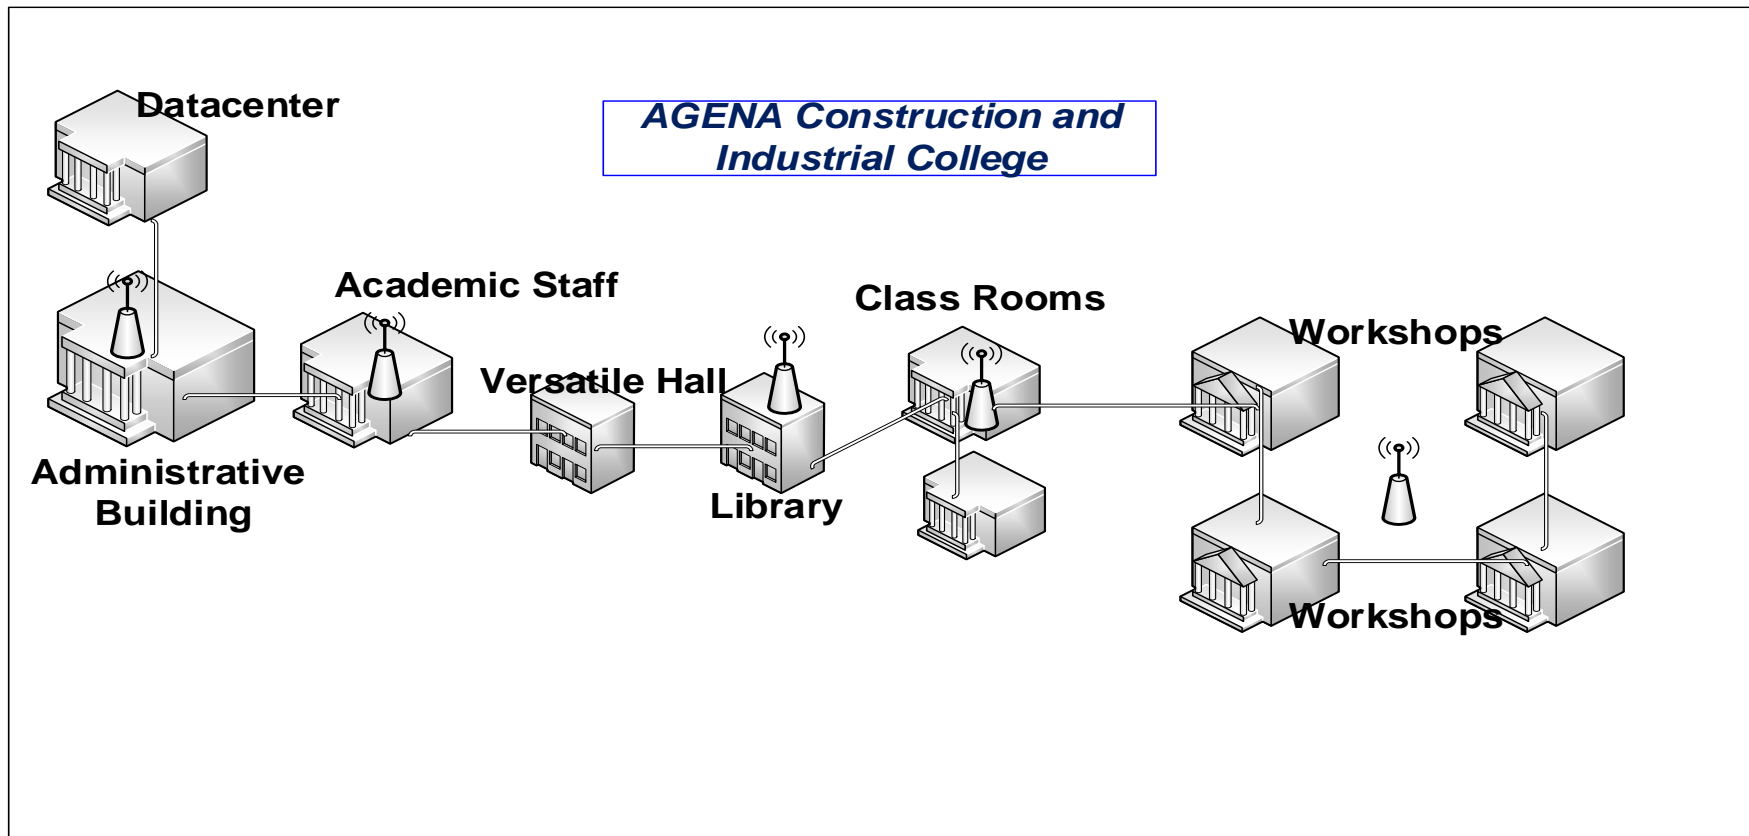 Datacenter
AGENA Construction and
Industrial College
Academic Staff
Class Rooms
Workshops
Versatile Hall
Administrative
Building
Library
Workshops